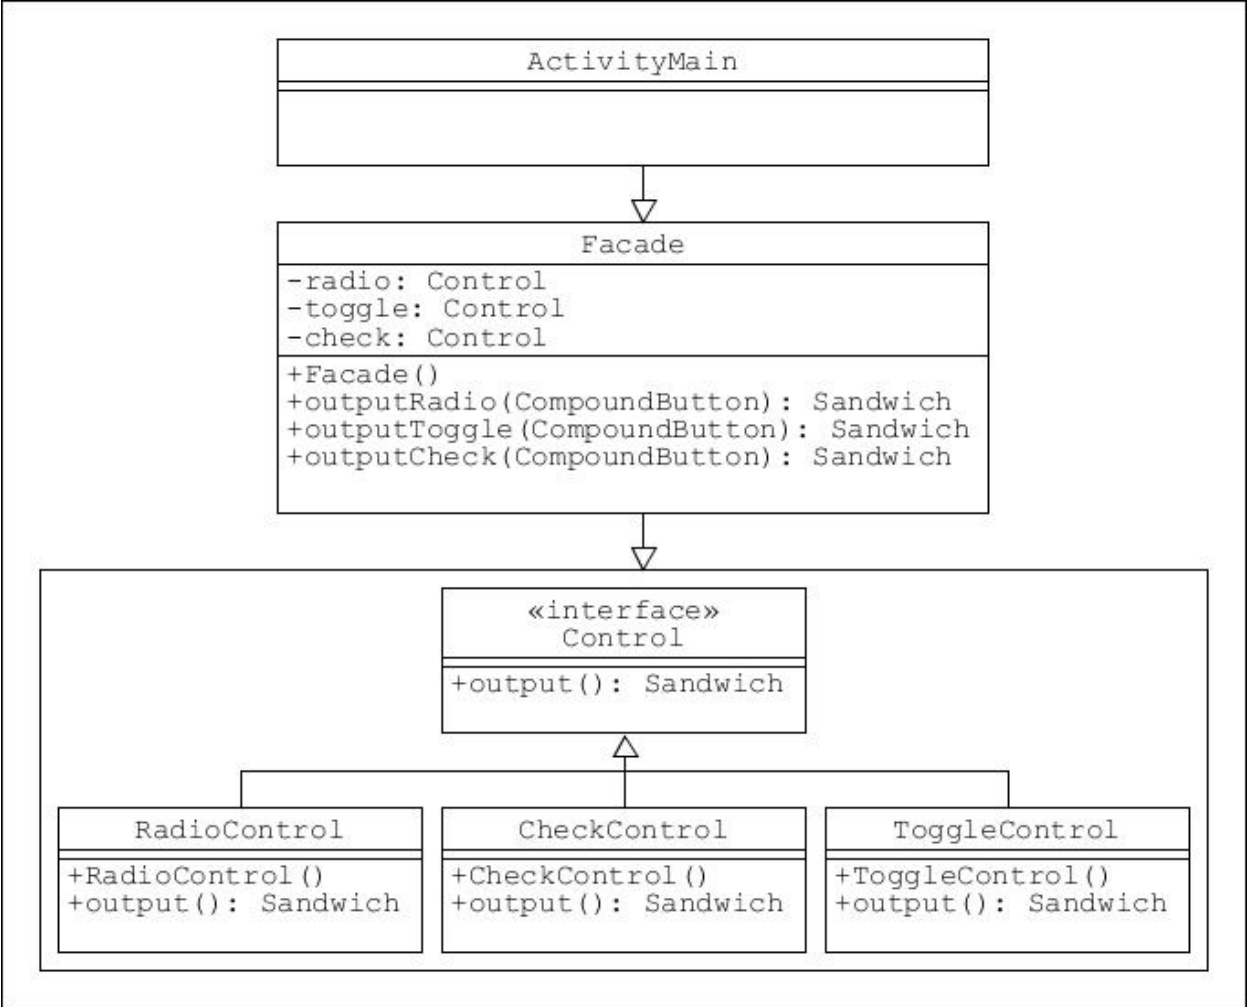 ActivityMain
Facade
-radio: Control
-toggle: Control
-check: Control
+Facade()
+outputRadio(CompoundButton): Sandwich
+outputToggle(CompoundButton): Sandwich
+outputCheck(CompoundButton): Sandwich
«interface»
Control
+output(): Sandwich
RadioControl
+RadioControl()
+output(): Sandwich
CheckControl
+CheckControl()
+output(): Sandwich
ToggleControl
+ToggleControl()
+output(): Sandwich